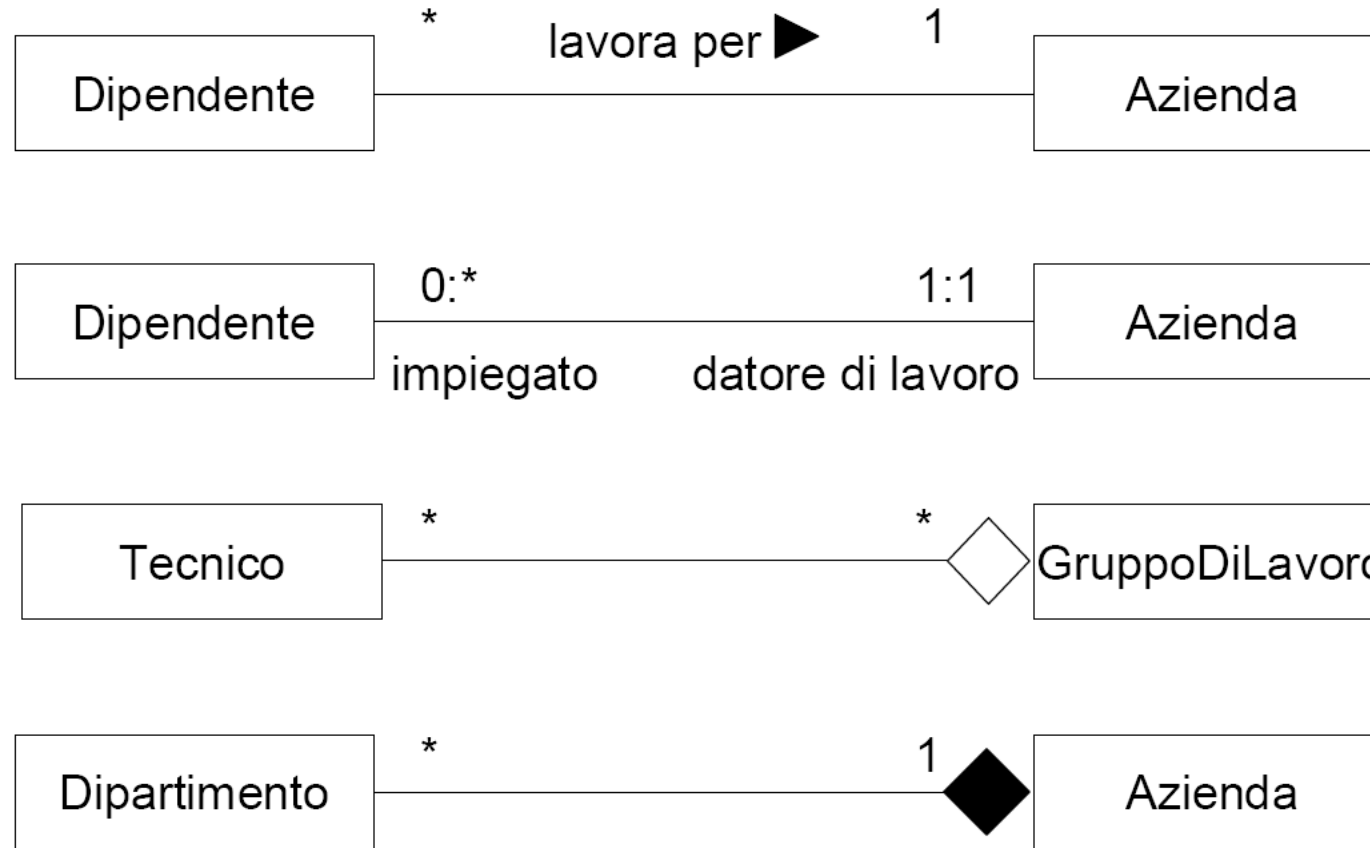 * lavora per ▶ 1
Dipendente Azienda
0:* 1:1
Dipendente Azienda
impiegato datore di lavoro
* *
Tecnico GruppoDiLavoro
* 1
Dipartimento Azienda